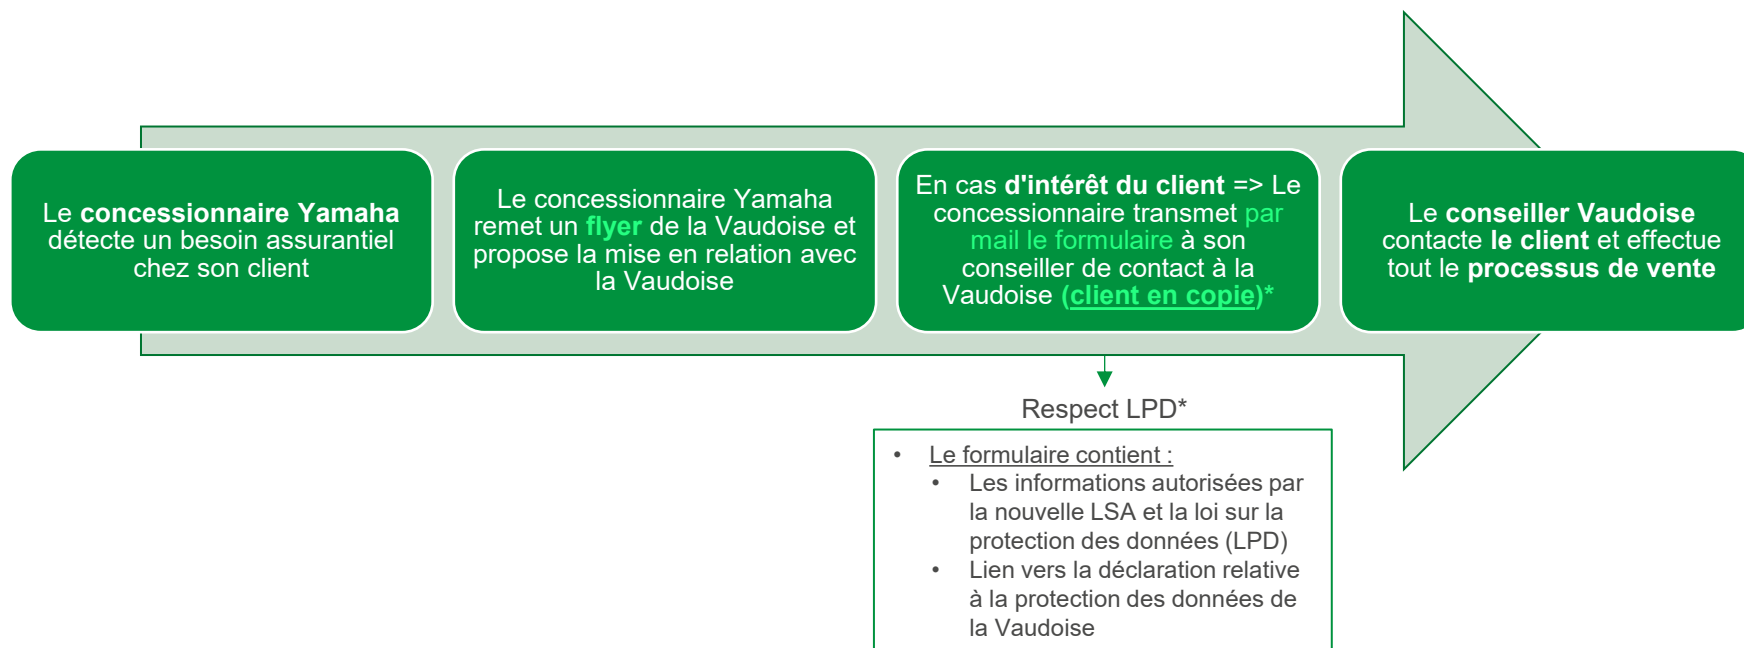 Le concessionnaire Yamaha
détecte un besoin assurantiel
chez son client
Le concessionnaire Yamaha
remet un flyer de la Vaudoise et
propose la mise en relation avec
la Vaudoise
En cas d'intérêt du client => Le
concessionnaire transmet par
mail le formulaire à son
conseiller de contact à la
Vaudoise (client en copie)*
Le conseiller Vaudoise
contacte le client et effectue
tout le processus de vente
Respect LPD*
• Le formulaire contient :
• Les informations autorisées par
la nouvelle LSA et la loi sur la
protection des données (LPD)
• Lien vers la déclaration relative
à la protection des données de
la Vaudoise